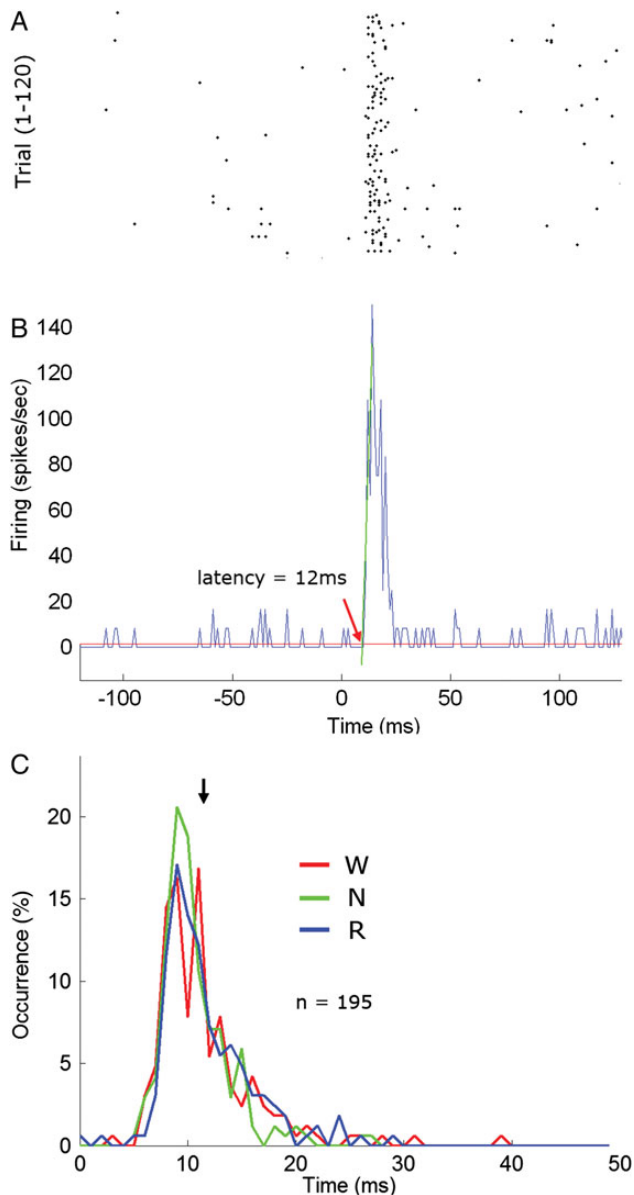 A
Trial (1-120)
B
140
120
100
80
60
40
20
0
Firing (spikes/sec)
latency = 12ms
-100 -50 0 50 100
Time (ms)
C
20
15
10
5
0
Occurrence (%)
W
N
R
n = 195
0 10 20 30 40 50
Time (ms)